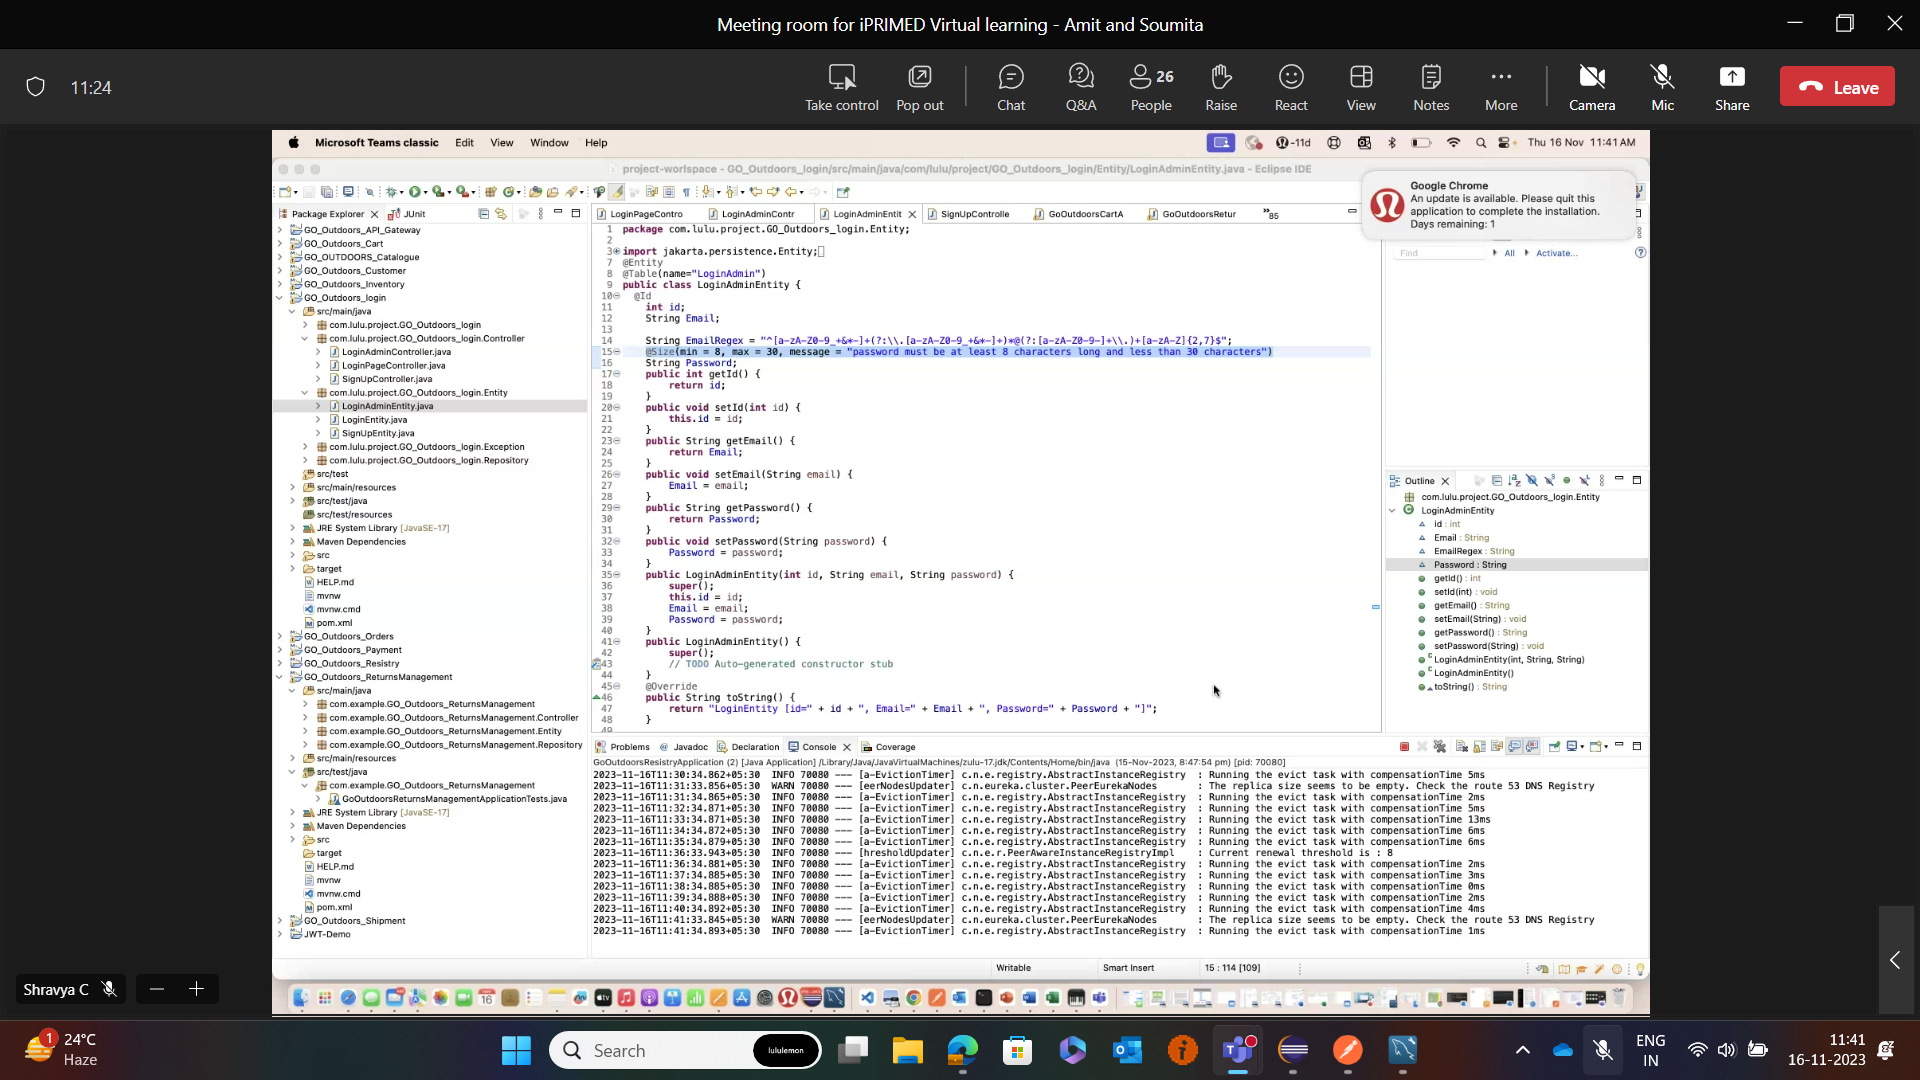 Meeting room for iPRIMED Virtual learning - Amit and Soumita
11:24
Take control
Pop out
Chat
Q&A
26
People
Raise
React
View
Notes
More
Camera
Mic
Share
Leave
Microsoft Teams classic Edit View Window Help
-11d
Thu 16 Nov 11:41 AM
project-worlspace - GO_Outdoors_login/src/main/java/com/lulu/project/GO_Outdoors_login/Entity/LoginAdminEntity.java - Eclipse IDE
Google Chrome
An update is available. Please quit this
application to complete the installation.
Days remaining: 1
Package Explorer
JUnit
LoginPageContro
LoginAdminContr
LoginAdminEntit
SignUpControlle
GoOutdoorsCartA
GoOutdoorsRetur
»85
GO_Outdoors_API_Gateway
GO_Outdoors_Cart
GO_OUTDOORS_Catalogue
GO_Outdoors_Customer
GO_Outdoors_Inventory
GO_Outdoors_login
src/main/java
com.lulu.project.GO_Outdoors_login
com.lulu.project.GO_Outdoors_login.Controller
LoginAdminController.java
LoginPageController.java
SignUpController.java
com.lulu.project.GO_Outdoors_login.Entity
LoginAdminEntity.java
LoginEntity.java
SignUpEntity.java
com.lulu.project.GO_Outdoors_login.Exception
com.lulu.project.GO_Outdoors_login.Repository
src/test
src/main/resources
src/test/java
src/test/resources
JRE System Library [JavaSE-17]
Maven Dependencies
src
target
HELP.md
mvnw
mvnw.cmd
pom.xml
GO_Outdoors_Orders
GO_Outdoors_Payment
GO_Outdoors_Resitry
GO_Outdoors_ReturnsManagement
src/main/java
com.example.GO_Outdoors_ReturnsManagement
com.example.GO_Outdoors_ReturnsManagement.Controller
com.example.GO_Outdoors_ReturnsManagement.Entity
com.example.GO_Outdoors_ReturnsManagement.Repository
src/main/resources
src/test/java
com.example.GO_Outdoors_ReturnsManagement
GoOutdoorsReturnsManagementApplicationTests.java
JRE System Library [JavaSE-17]
Maven Dependencies
src
target
HELP.md
mvnw
mvnw.cmd
pom.xml
GO_Outdoors_Shipment
JWT-Demo
1 package com.lulu.project.GO_Outdoors_login.Entity;
2
3 import jakarta.persistence.Entity;
7 @Entity
8 @Table(name="LoginAdmin")
9 public class LoginAdminEntity {
10 @Id
11 int id;
12 String Email;
13
14 String EmailRegex = "^[a-zA-Z0-9_+&*-]+(?:\\.[a-zA-Z0-9_+&*-]+)*@(?:[a-zA-Z0-9-]+\\.)+[a-zA-Z]{2,7}$";
15 @Size(min = 8, max = 30, message = "password must be at least 8 characters long and less than 30 characters")
16 String Password;
17 public int getId() {
18 return id;
19 }
20 public void setId(int id) {
21 this.id = id;
22 }
23 public String getEmail() {
24 return Email;
25 }
26 public void setEmail(String email) {
27 Email = email;
28 }
29 public String getPassword() {
30 return Password;
31 }
32 public void setPassword(String password) {
33 Password = password;
34 }
35 public LoginAdminEntity(int id, String email, String password) {
36 super();
37 this.id = id;
38 Email = email;
39 Password = password;
40 }
41 public LoginAdminEntity() {
42 super();
43 // TODO Auto-generated constructor stub
44 }
45 @Override
46 public String toString() {
47 return "LoginEntity [id=" + id + ", Email=" + Email + ", Password=" + Password + "]";
48 }
49
Find
All
Activate...
Outline
com.lulu.project.GO_Outdoors_login.Entity
LoginAdminEntity
id : int
Email : String
EmailRegex : String
Password : String
getId() : int
setId(int) : void
getEmail() : String
setEmail(String) : void
getPassword() : String
setPassword(String) : void
LoginAdminEntity(int, String, String)
LoginAdminEntity()
toString() : String
Problems
Javadoc
Declaration
Console
Coverage
GoOutdoorsResistryApplication (2) [Java Application] /Library/Java/JavaVirtualMachines/zulu-17.jdk/Contents/Home/bin/java (15-Nov-2023, 8:47:54 pm) [pid: 70080]
2023-11-16T11:30:34.862+05:30 INFO 70080 --- [a-EvictionTimer] c.n.e.registry.AbstractInstanceRegistry : Running the evict task with compensationTime 5ms
2023-11-16T11:31:33.856+05:30 WARN 70080 --- [eerNodesUpdater] c.n.eureka.cluster.PeerEurekaNodes : The replica size seems to be empty. Check the route 53 DNS Registry
2023-11-16T11:31:34.865+05:30 INFO 70080 --- [a-EvictionTimer] c.n.e.registry.AbstractInstanceRegistry : Running the evict task with compensationTime 2ms
2023-11-16T11:32:34.867+05:30 INFO 70080 --- [a-EvictionTimer] c.n.e.registry.AbstractInstanceRegistry : Running the evict task with compensationTime 5ms
2023-11-16T11:33:34.871+05:30 INFO 70080 --- [a-EvictionTimer] c.n.e.registry.AbstractInstanceRegistry : Running the evict task with compensationTime 13ms
2023-11-16T11:34:34.872+05:30 INFO 70080 --- [a-EvictionTimer] c.n.e.registry.AbstractInstanceRegistry : Running the evict task with compensationTime 6ms
2023-11-16T11:35:34.879+05:30 INFO 70080 --- [a-EvictionTimer] c.n.e.registry.AbstractInstanceRegistry : Running the evict task with compensationTime 6ms
2023-11-16T11:36:33.943+05:30 INFO 70080 --- [hresholdUpdater] c.n.e.r.PeerAwareInstanceRegistryImpl : Current renewal threshold is : 8
2023-11-16T11:36:34.881+05:30 INFO 70080 --- [a-EvictionTimer] c.n.e.registry.AbstractInstanceRegistry : Running the evict task with compensationTime 2ms
2023-11-16T11:37:34.885+05:30 INFO 70080 --- [a-EvictionTimer] c.n.e.registry.AbstractInstanceRegistry : Running the evict task with compensationTime 3ms
2023-11-16T11:38:34.885+05:30 INFO 70080 --- [a-EvictionTimer] c.n.e.registry.AbstractInstanceRegistry : Running the evict task with compensationTime 0ms
2023-11-16T11:39:34.888+05:30 INFO 70080 --- [a-EvictionTimer] c.n.e.registry.AbstractInstanceRegistry : Running the evict task with compensationTime 2ms
2023-11-16T11:40:34.892+05:30 INFO 70080 --- [a-EvictionTimer] c.n.e.registry.AbstractInstanceRegistry : Running the evict task with compensationTime 4ms
2023-11-16T11:41:33.845+05:30 WARN 70080 --- [eerNodesUpdater] c.n.eureka.cluster.PeerEurekaNodes : The replica size seems to be empty. Check the route 53 DNS Registry
2023-11-16T11:41:34.893+05:30 INFO 70080 --- [a-EvictionTimer] c.n.e.registry.AbstractInstanceRegistry : Running the evict task with compensationTime 1ms
Writable
Smart Insert
15 : 114 [109]
Shravya C
16
1
24°C
Haze
Search
lululemon
ENG
IN
11:41
16-11-2023